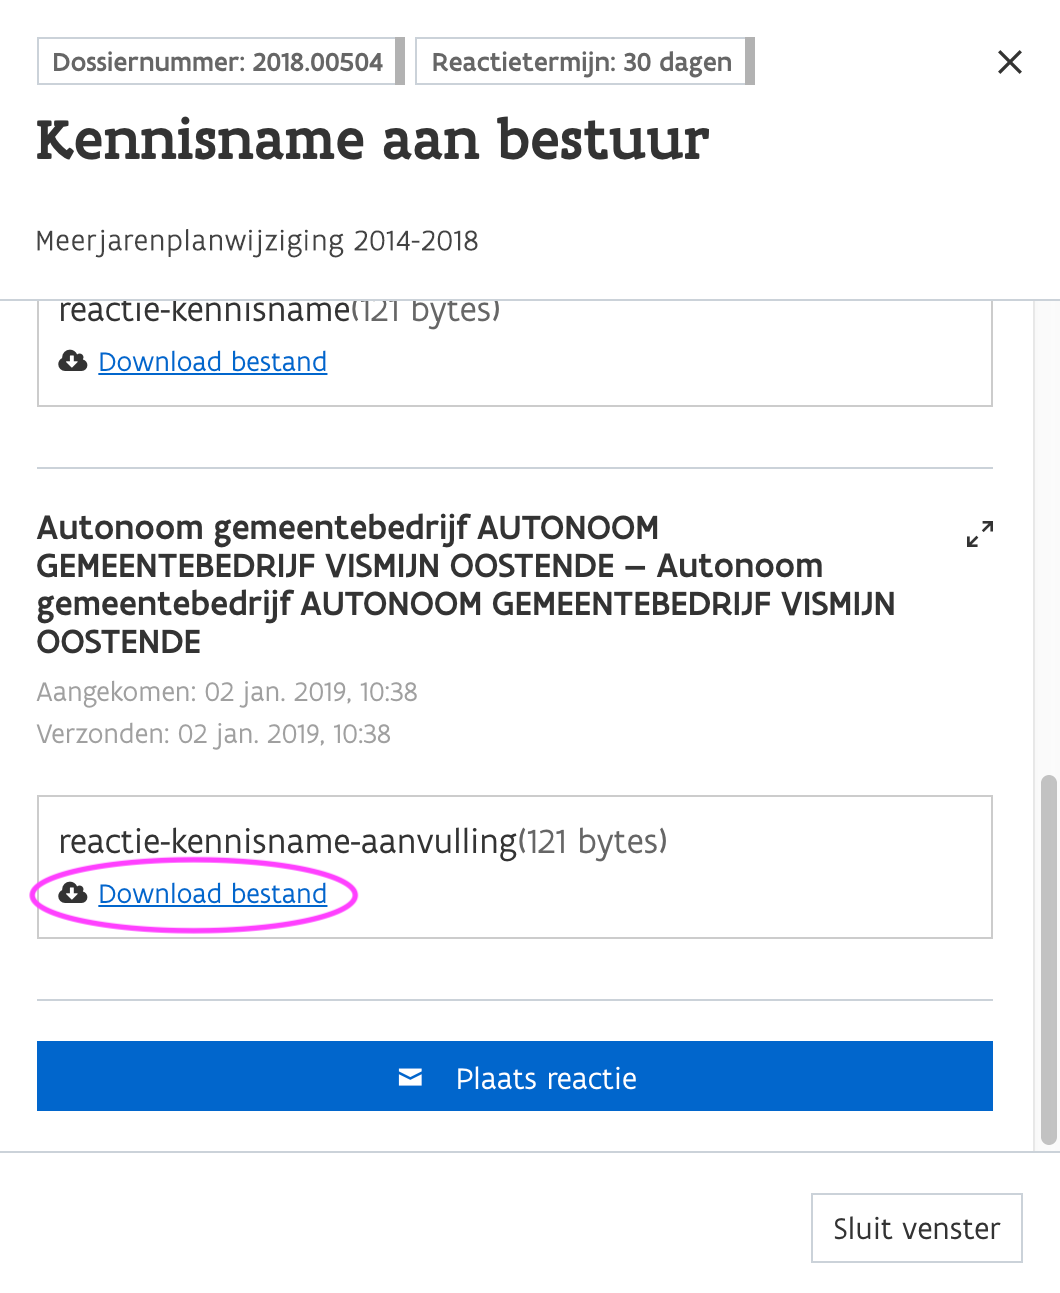 Dossiernummer: 2018.00504
Reactietermijn: 30 dagen
Kennisname aan bestuur
Meerjarenplanwijziging 2014-2018
reactie-kennisname(121 bytes)
Download bestand
Autonoom gemeentebedrijf AUTONOOM
GEMEENTEBEDRIJF VISMIJN OOSTENDE – Autonoom
gemeentebedrijf AUTONOOM GEMEENTEBEDRIJF VISMIJN
OOSTENDE
Aangekomen: 02 jan. 2019, 10:38
Verzonden: 02 jan. 2019, 10:38
reactie-kennisname-aanvulling(121 bytes)
Download bestand
Plaats reactie
Sluit venster